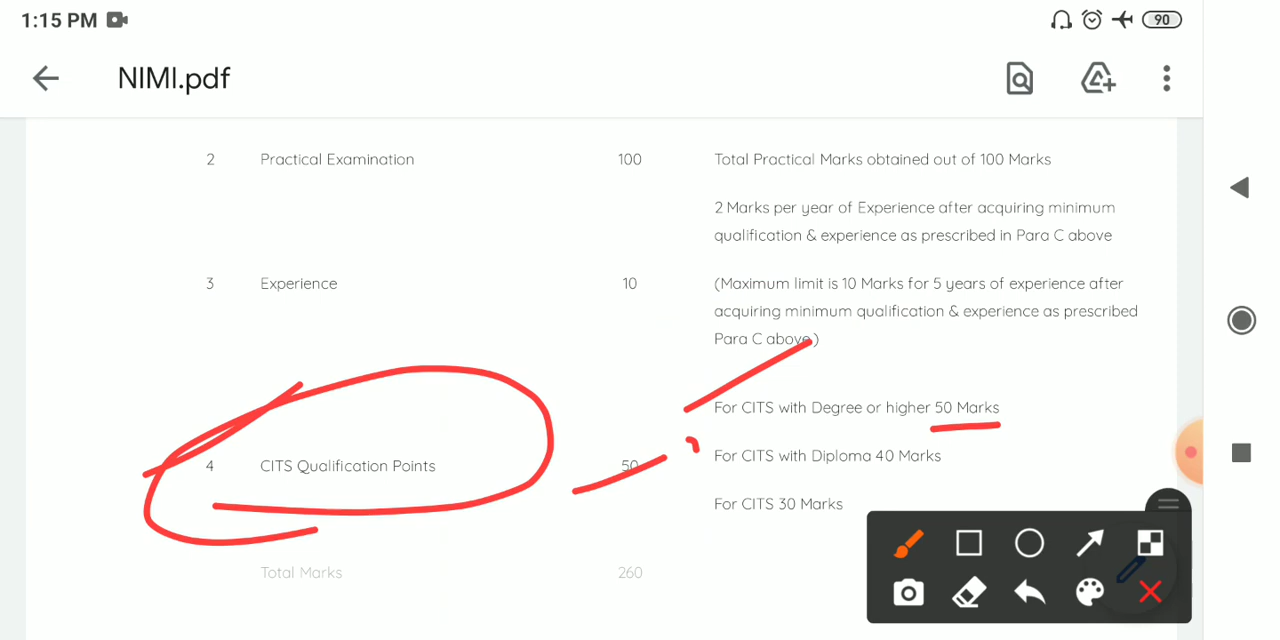 1:15 PM
90
NIMI.pdf
2 Practical Examination 100 Total Practical Marks obtained out of 100 Marks
2 Marks per year of Experience after acquiring minimum
qualification & experience as prescribed in Para C above
3 Experience 10 (Maximum limit is 10 Marks for 5 years of experience after
acquiring minimum qualification & experience as prescribed
Para C above)
For CITS with Degree or higher 50 Marks
4 CITS Qualification Points 50 For CITS with Diploma 40 Marks
For CITS 30 Marks
Total Marks 260